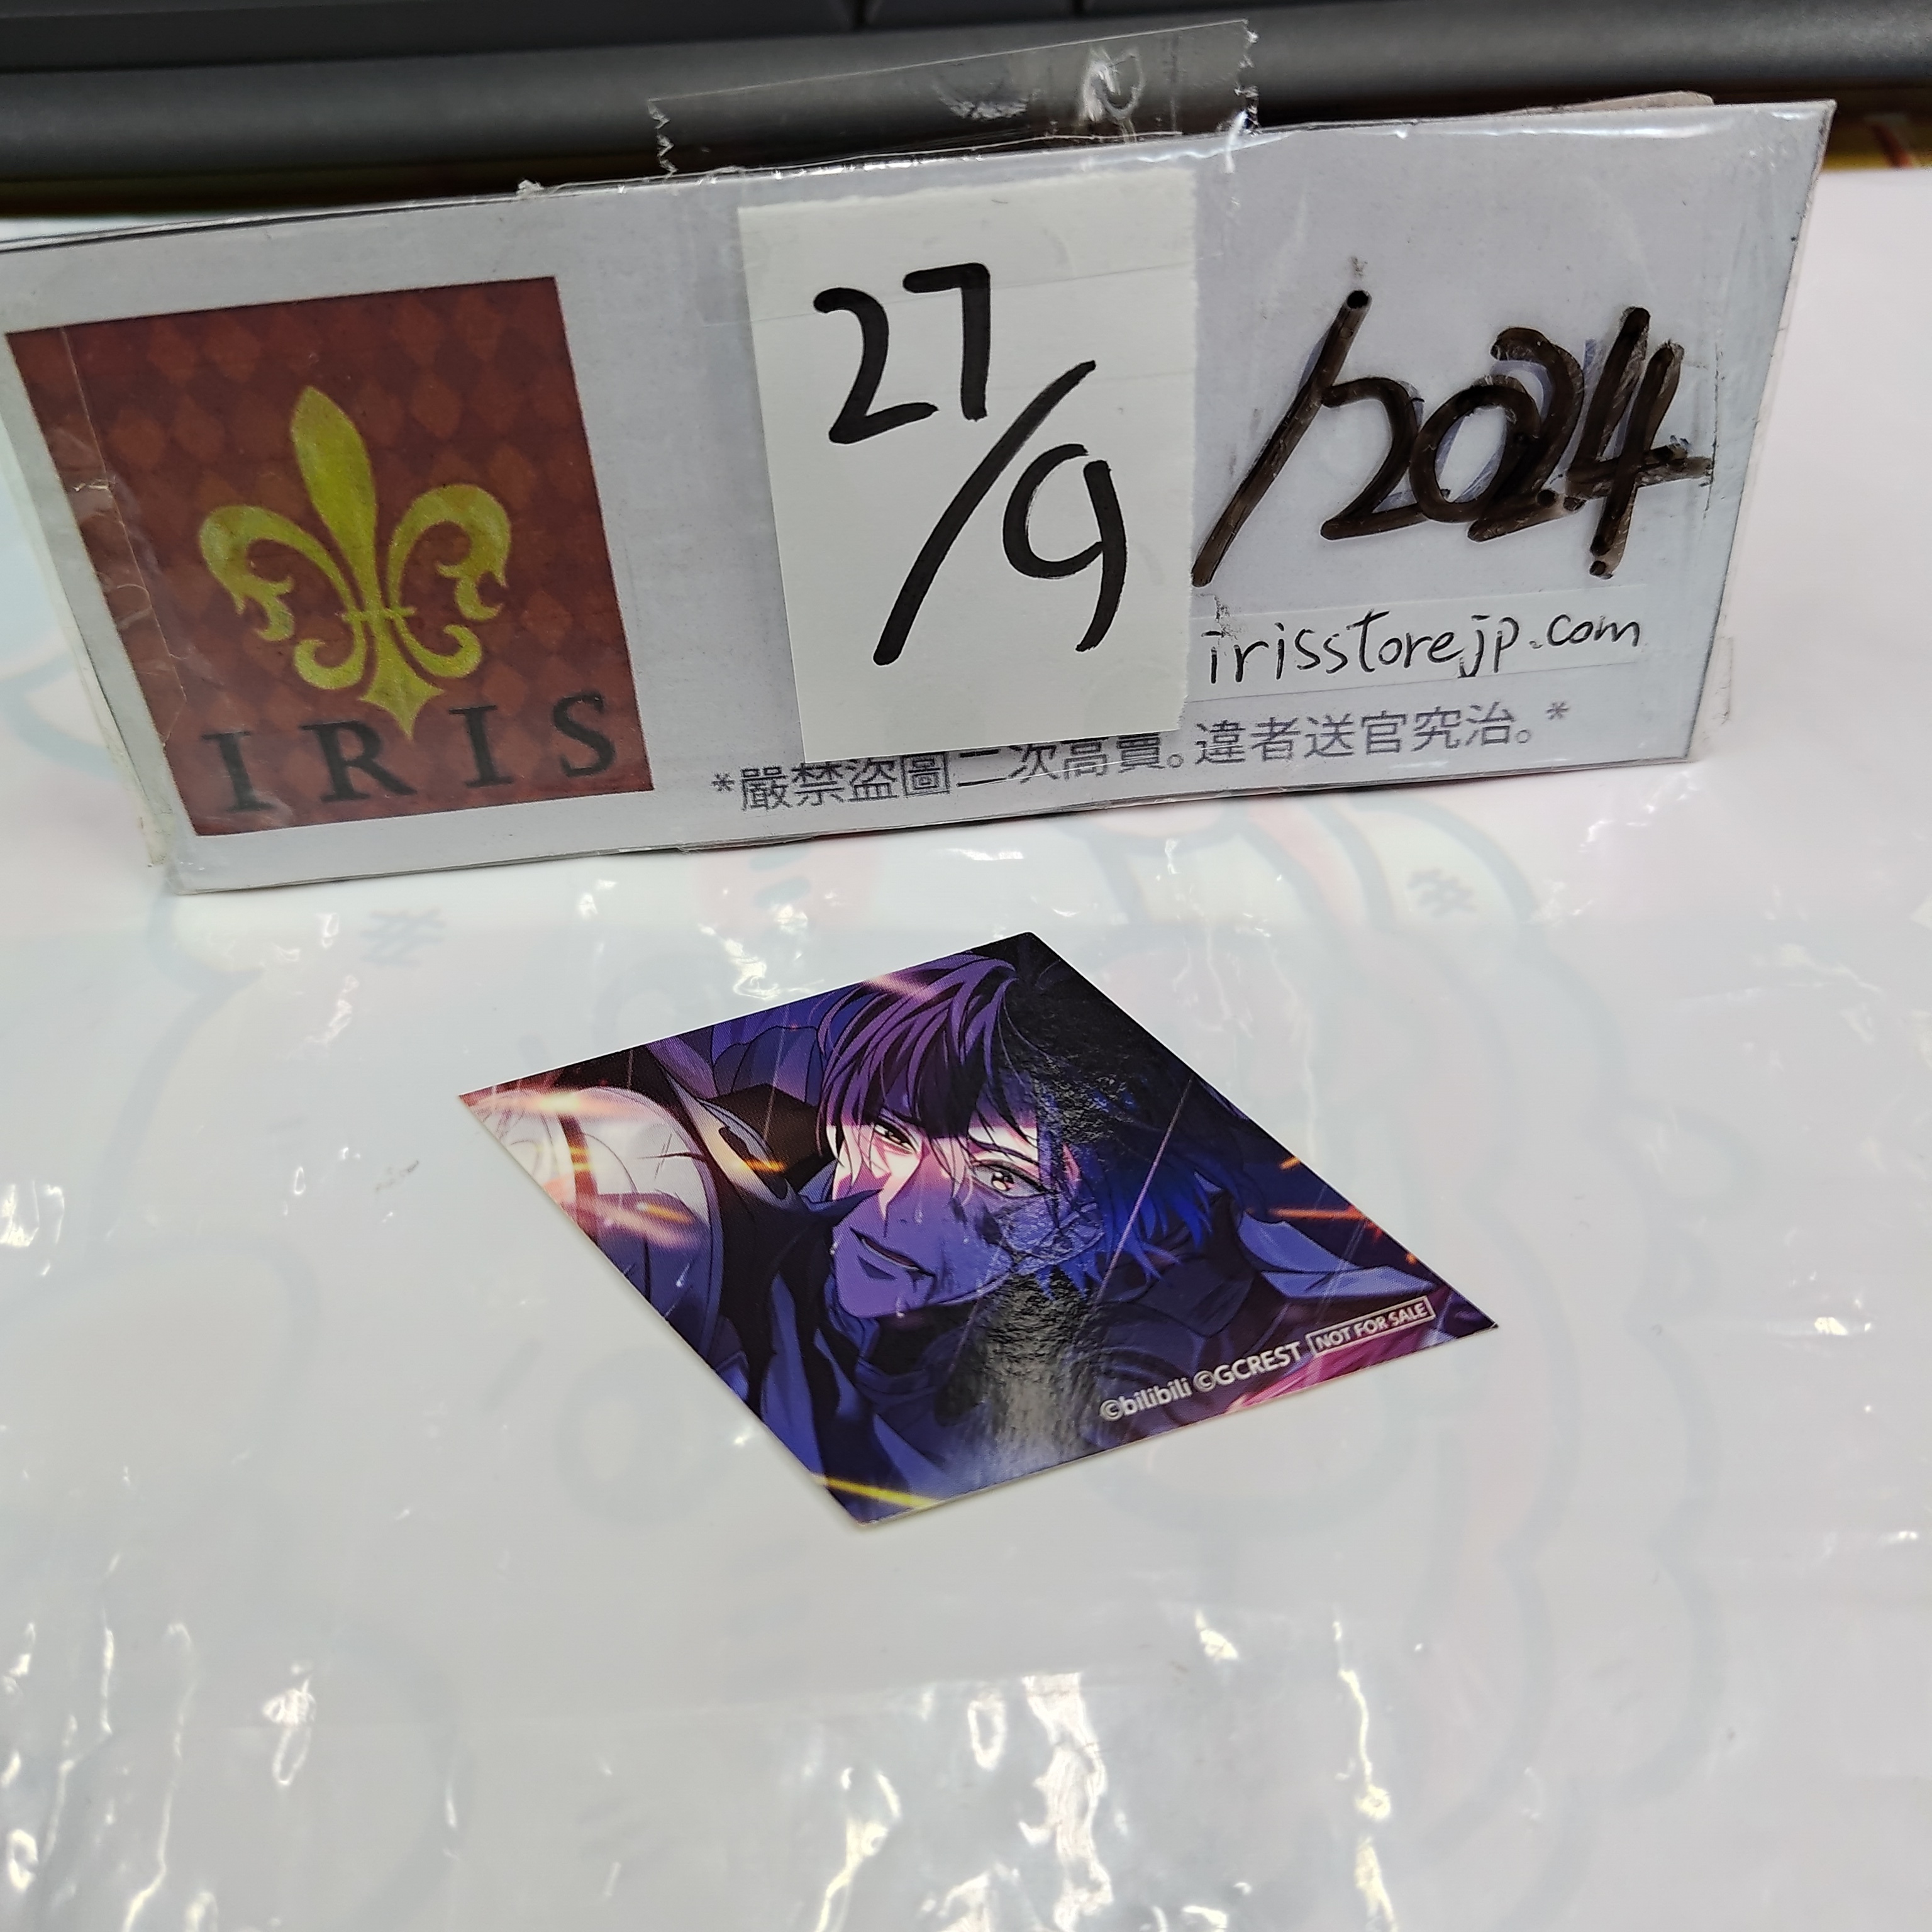 27/9/2024
irisstorejp.com
IRIS
*嚴禁盜圖二次高賣。違者送官究治。*
©bilibili ©GCREST NOT FOR SALE